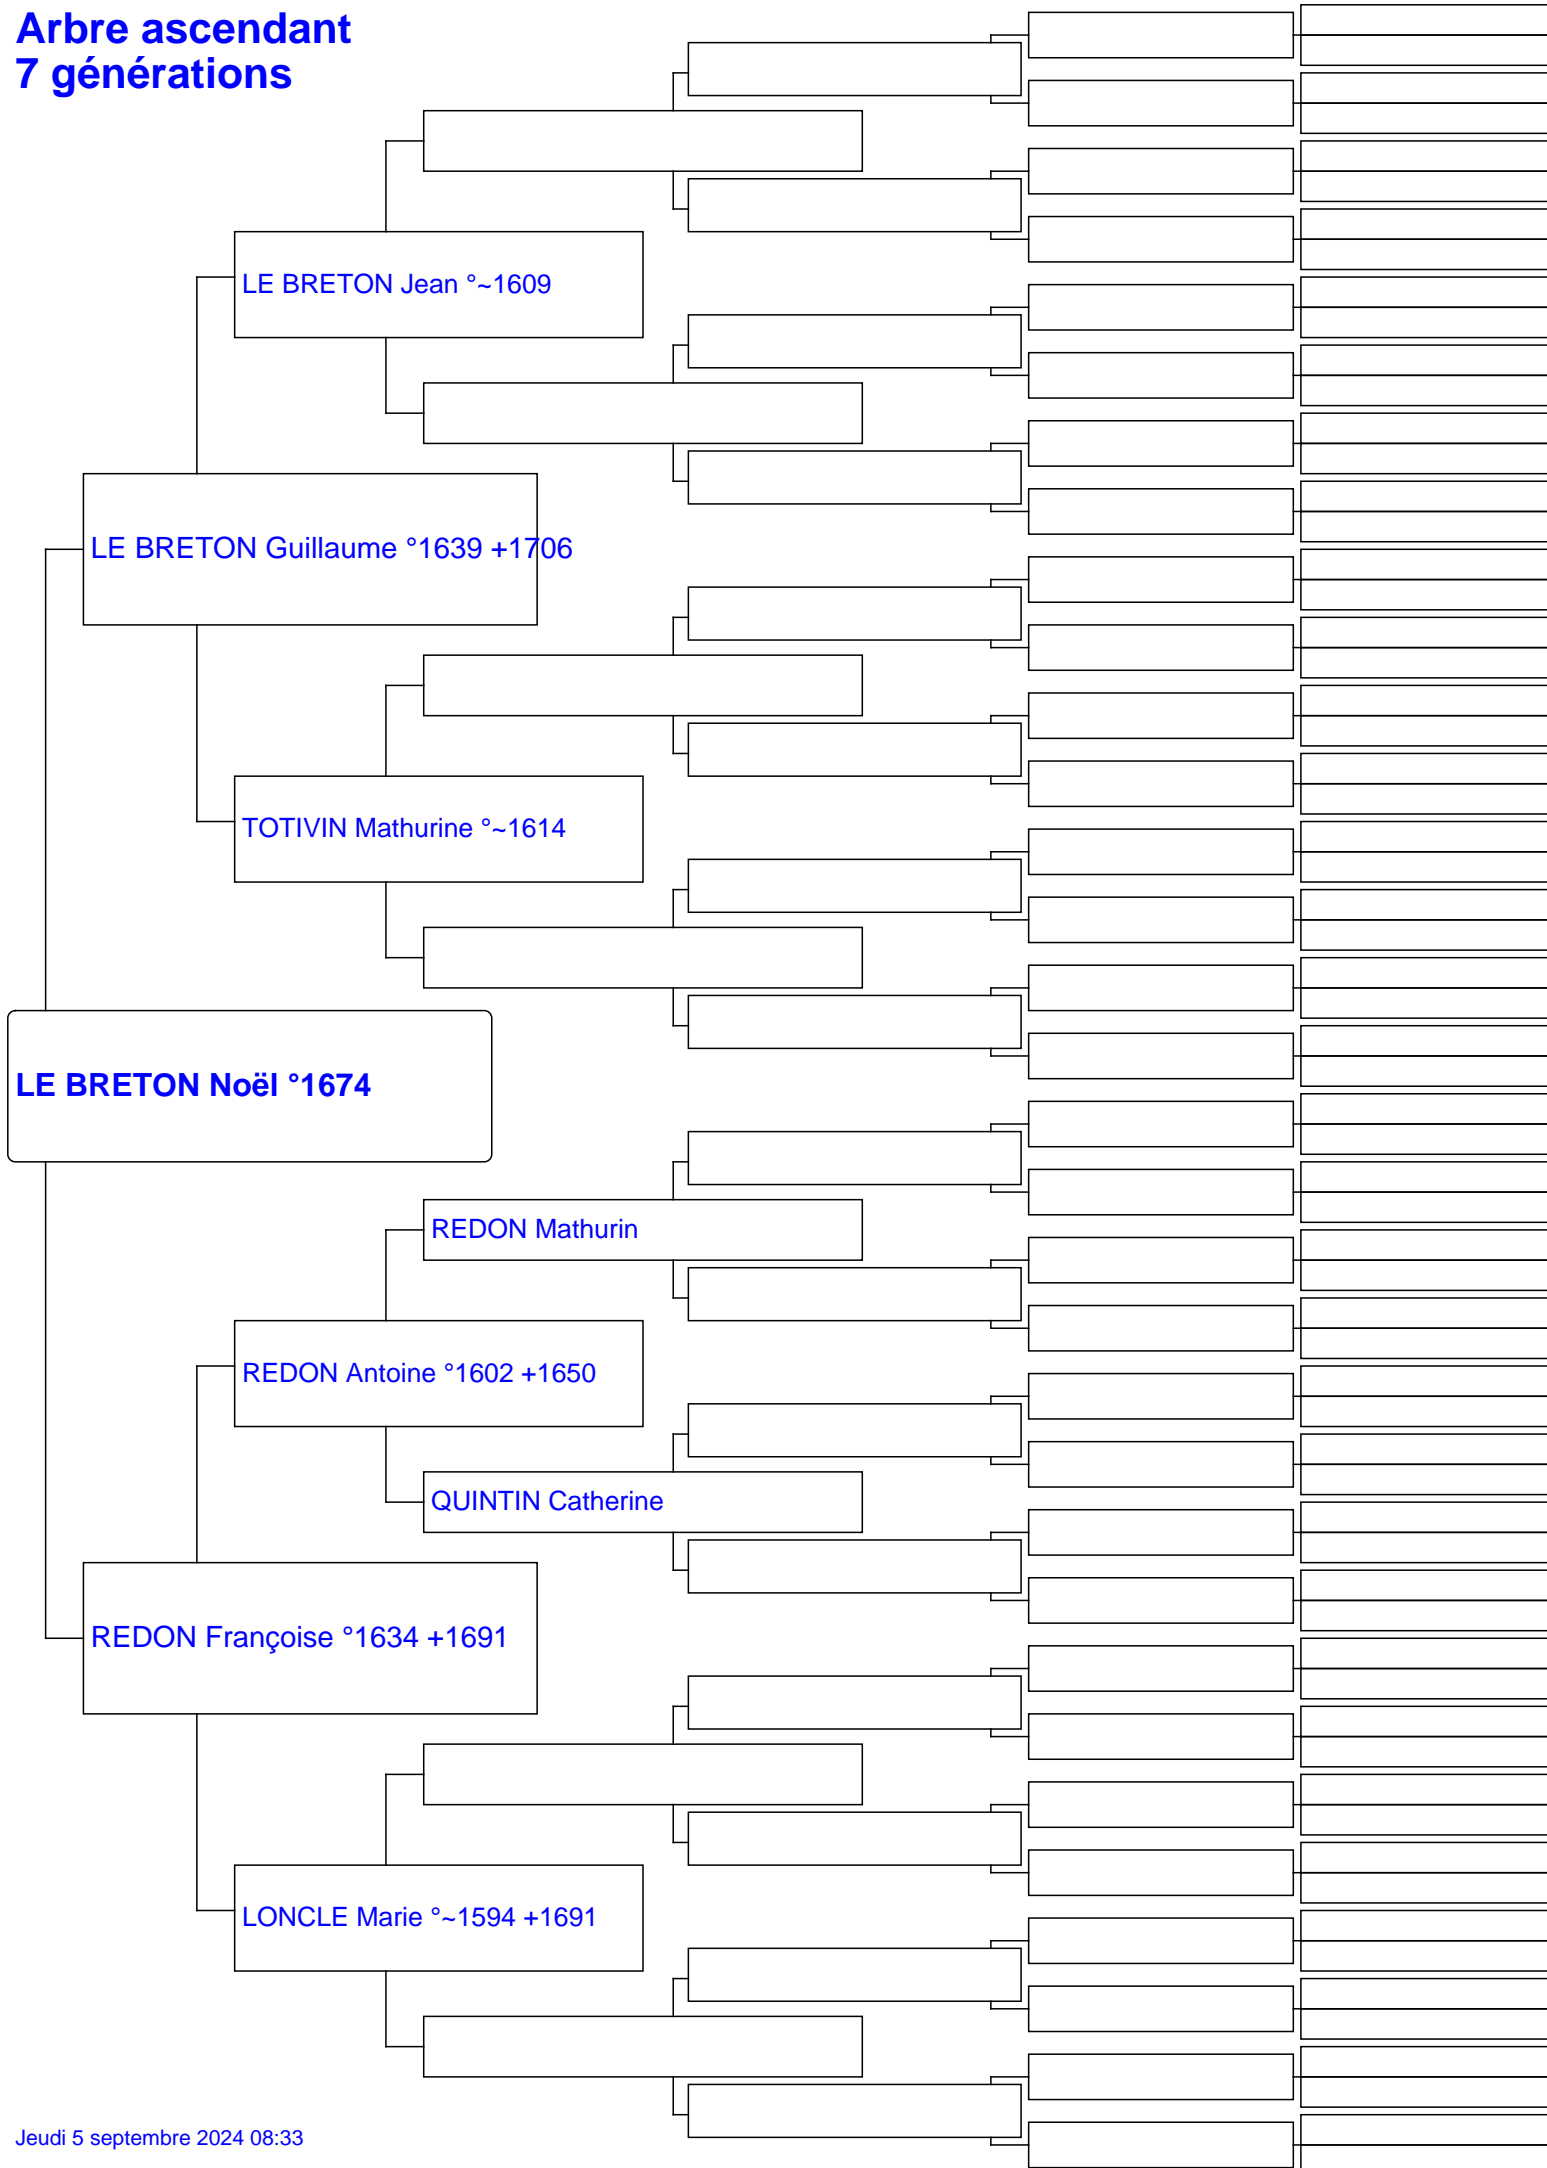 Arbre ascendant
7 générations
LE BRETON Jean °~1609
LE BRETON Guillaume °1639 +1706
TOTIVIN Mathurine °~1614
LE BRETON Noël °1674
REDON Mathurin
REDON Antoine °1602 +1650
QUINTIN Catherine
REDON Françoise °1634 +1691
LONCLE Marie °~1594 +1691
Jeudi 5 septembre 2024 08:33